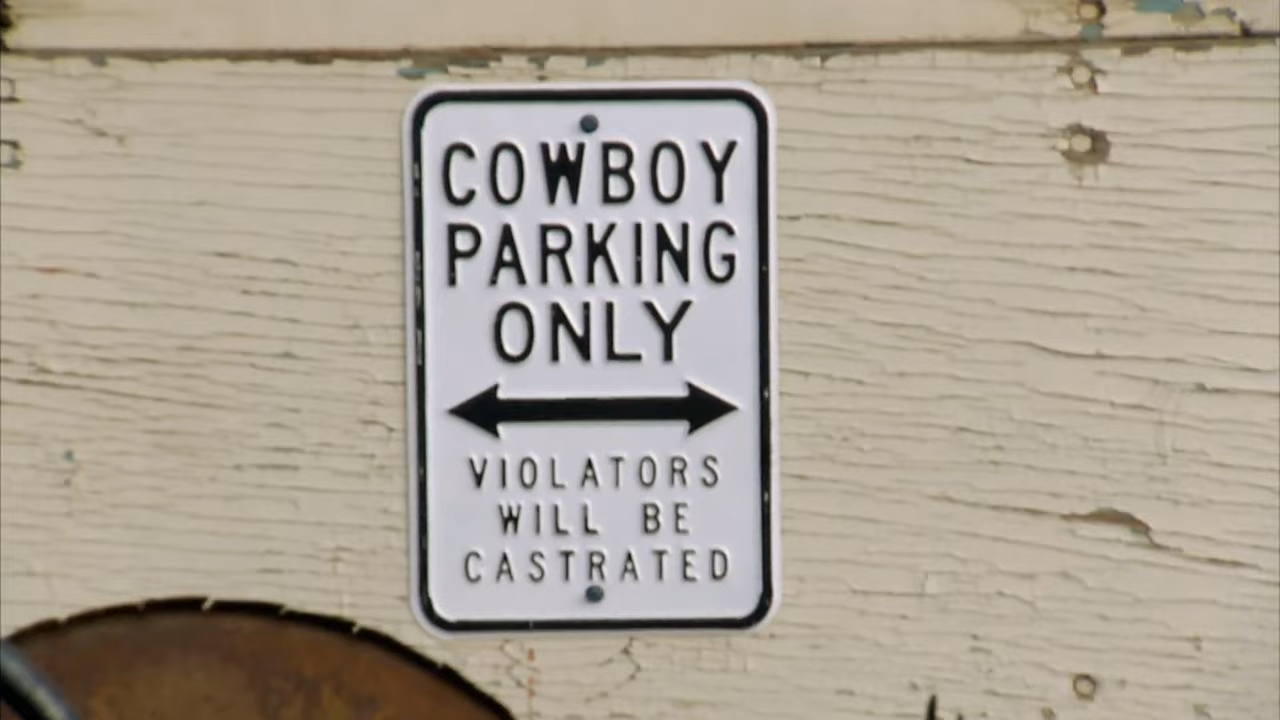 COWBOY
PARKING
ONLY
VIOLATORS
WILL BE
CASTRATED